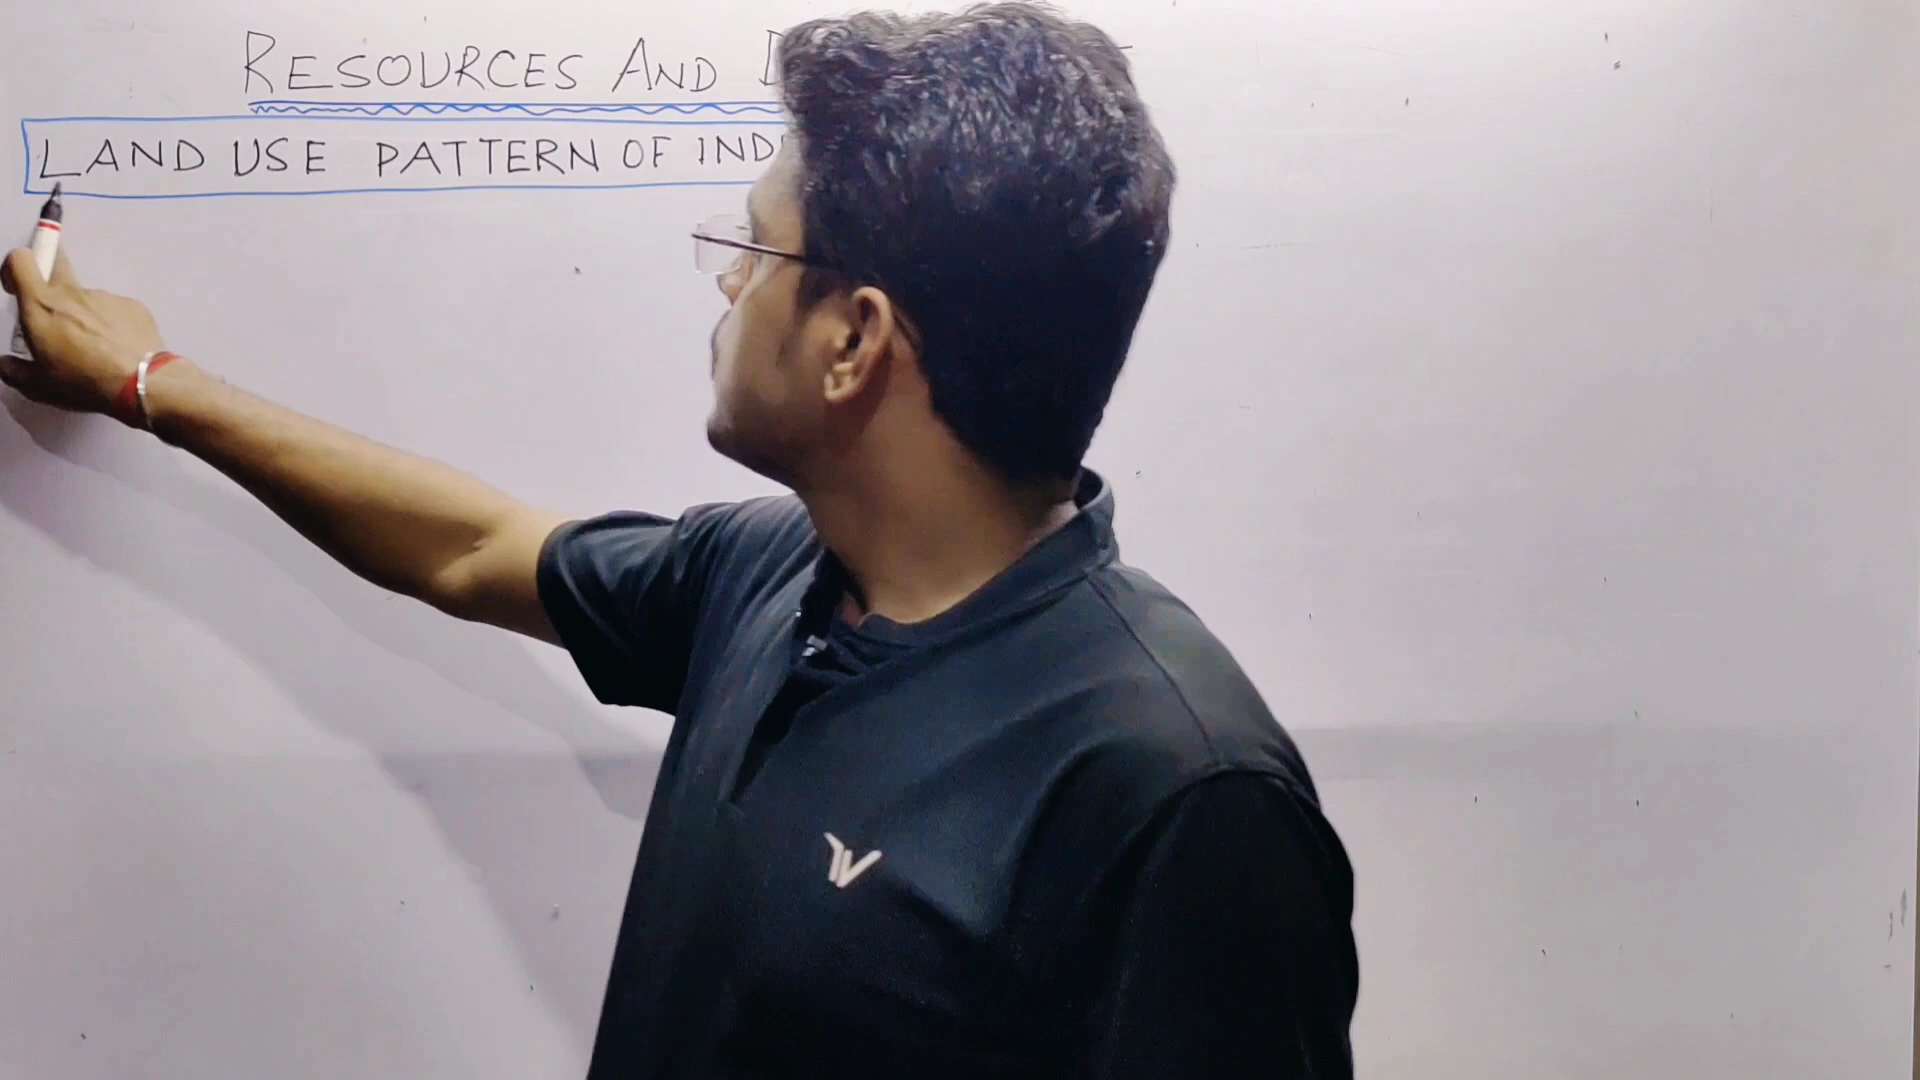 RESOURCES AND
LAND USE PATTERN OF IND